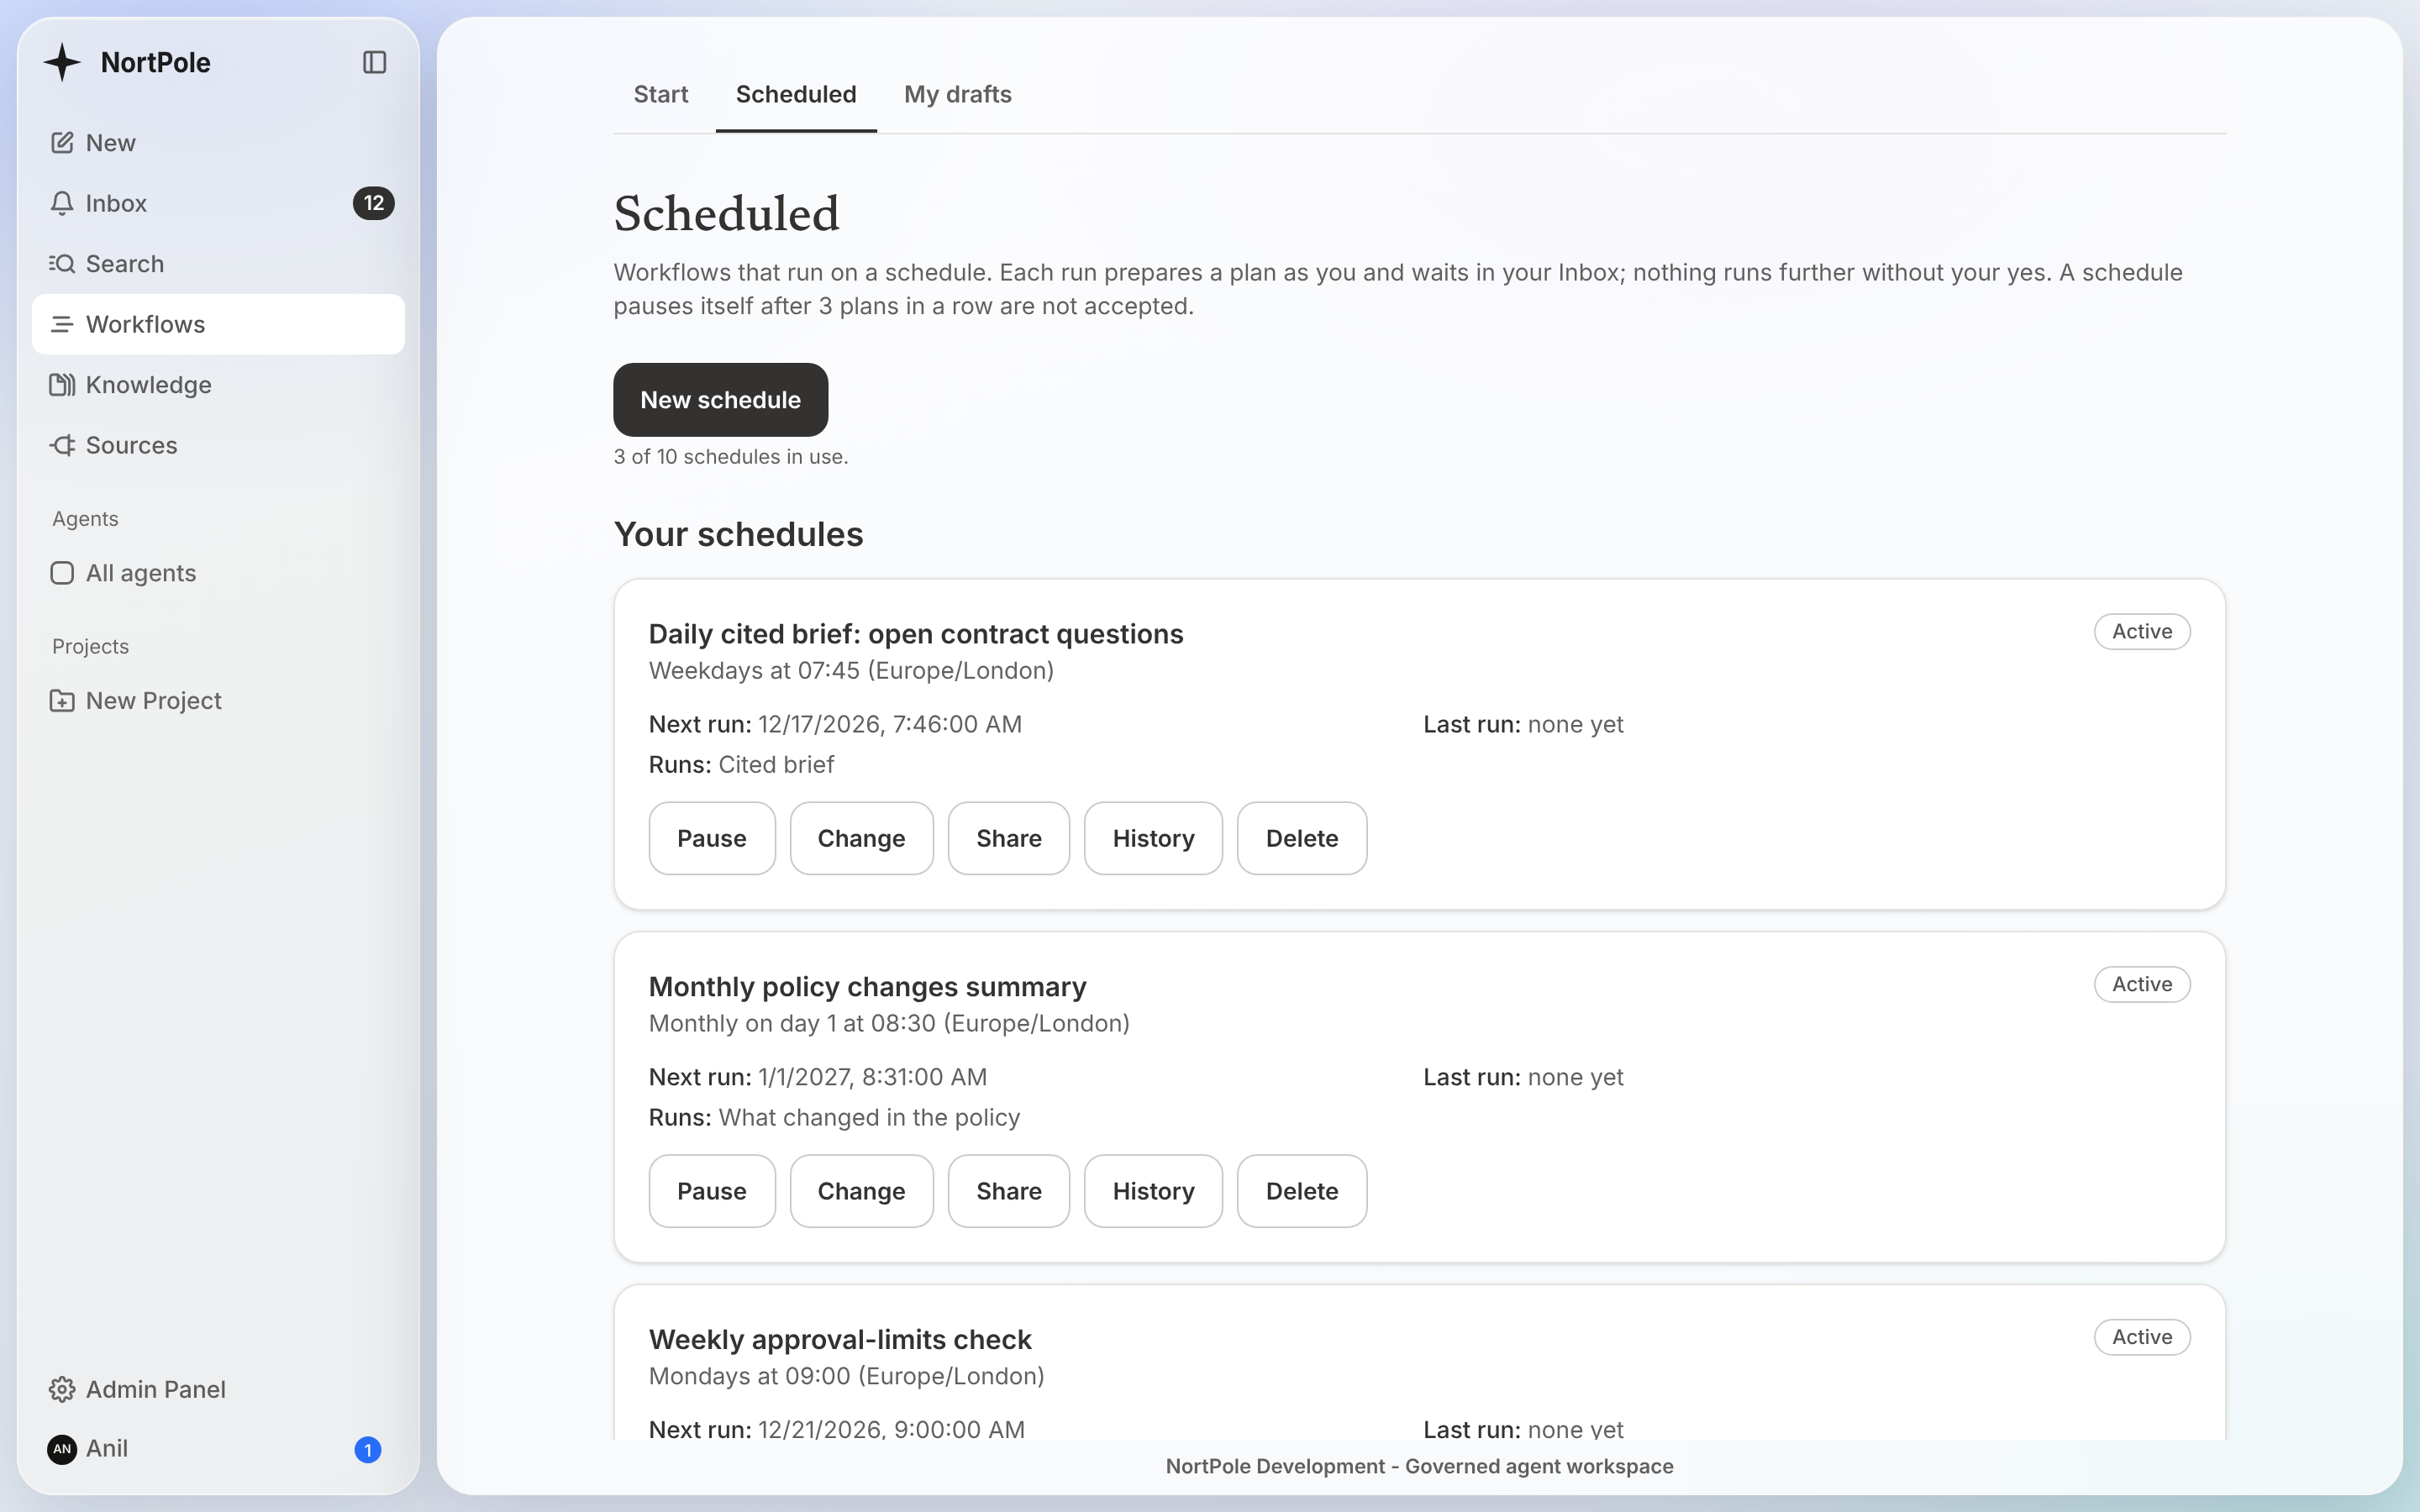 NortPole
New
Inbox
12
Search
Workflows
Knowledge
Sources
Agents
All agents
Projects
New Project
Admin Panel
AN
Anil
1
Start
Scheduled
My drafts
Scheduled
Workflows that run on a schedule. Each run prepares a plan as you and waits in your Inbox; nothing runs further without your yes. A schedule
pauses itself after 3 plans in a row are not accepted.
New schedule
3 of 10 schedules in use.
Your schedules
Daily cited brief: open contract questions
Active
Weekdays at 07:45 (Europe/London)
Next run: 12/17/2026, 7:46:00 AM
Last run: none yet
Runs: Cited brief
Pause
Change
Share
History
Delete
Monthly policy changes summary
Active
Monthly on day 1 at 08:30 (Europe/London)
Next run: 1/1/2027, 8:31:00 AM
Last run: none yet
Runs: What changed in the policy
Pause
Change
Share
History
Delete
Weekly approval-limits check
Active
Mondays at 09:00 (Europe/London)
Next run: 12/21/2026, 9:00:00 AM
Last run: none yet
NortPole Development - Governed agent workspace